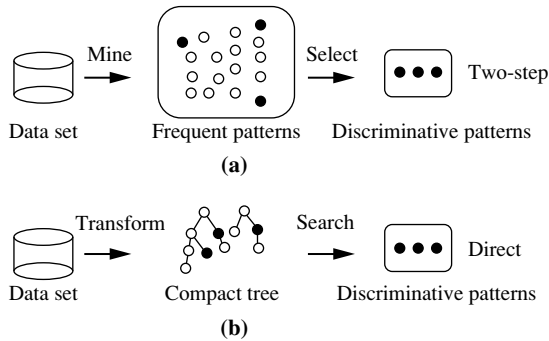 Mine
Select
Two-step
Data set
Frequent patterns
Discriminative patterns
(a)
Transform
Search
Direct
Data set
Compact tree
Discriminative patterns
(b)